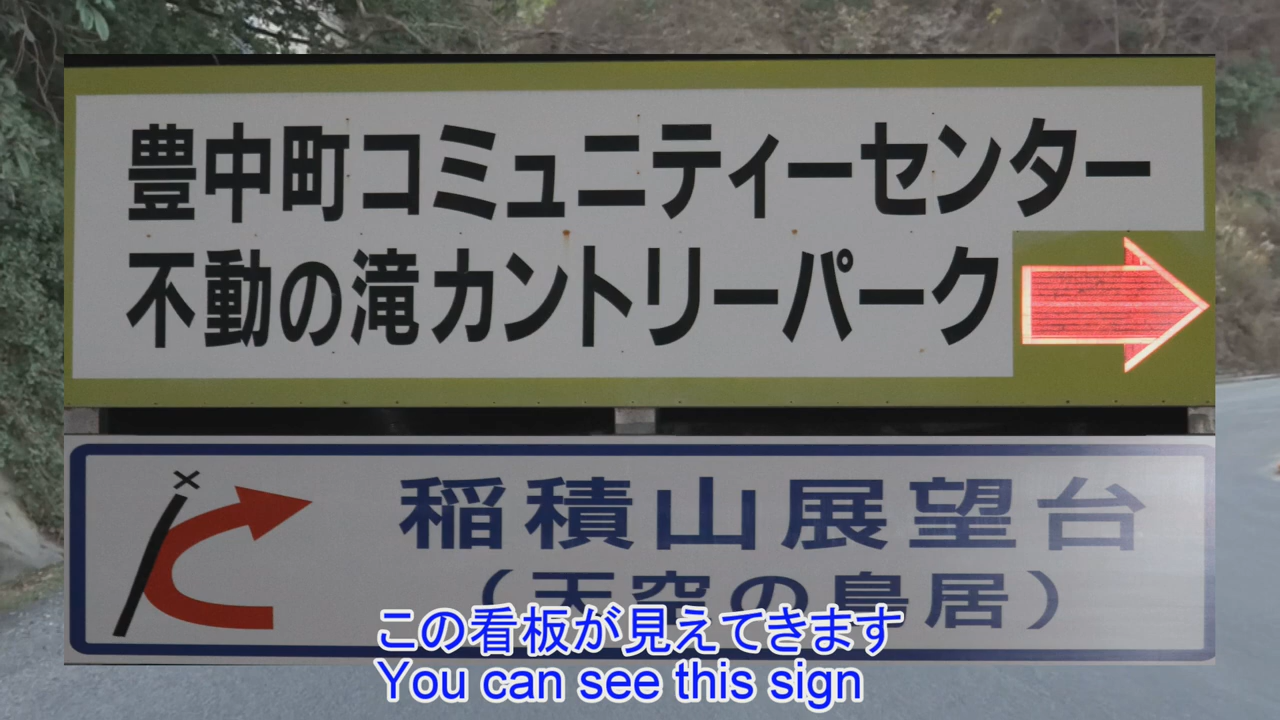 豊中町コミュニティーセンター
不動の滝カントリーパーク
稲積山展望台
（天空の鳥居）
この看板が見えてきます
You can see this sign